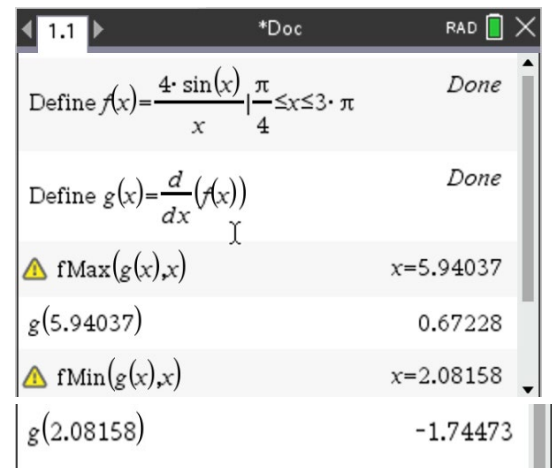 1.1 *Doc RAD
Define f(x)=4·sin(x)/x|π/4≤x≤3·π Done
Define g(x)=d/dx(f(x)) Done
fMax(g(x),x) x=5.94037
g(5.94037) 0.67228
fMin(g(x),x) x=2.08158
g(2.08158) -1.74473